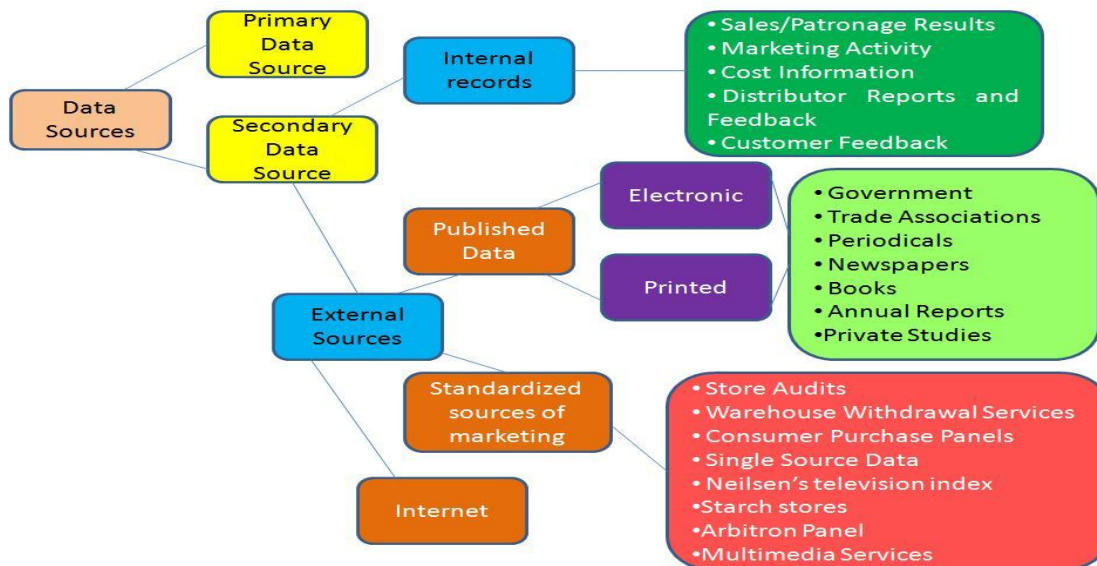 Primary
Data
Source
Data
Sources
Secondary
Data
Source
Internal
records
• Sales/Patronage Results
• Marketing Activity
• Cost Information
• Distributor Reports and
Feedback
• Customer Feedback
External
Sources
Published
Data
Electronic
Printed
• Government
• Trade Associations
• Periodicals
• Newspapers
• Books
• Annual Reports
•Private Studies
Standardized
sources of
marketing
• Store Audits
• Warehouse Withdrawal Services
• Consumer Purchase Panels
• Single Source Data
• Neilsen’s television index
•Starch stores
•Arbitron Panel
•Multimedia Services
Internet